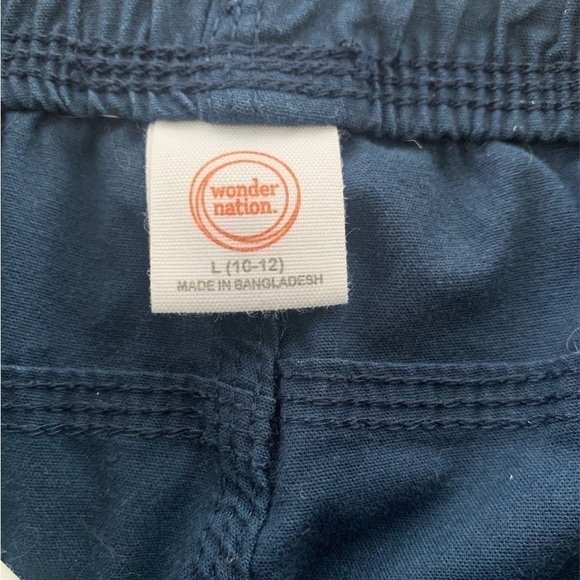 wonder
nation.
L (10-12)
MADE IN BANGLADESH